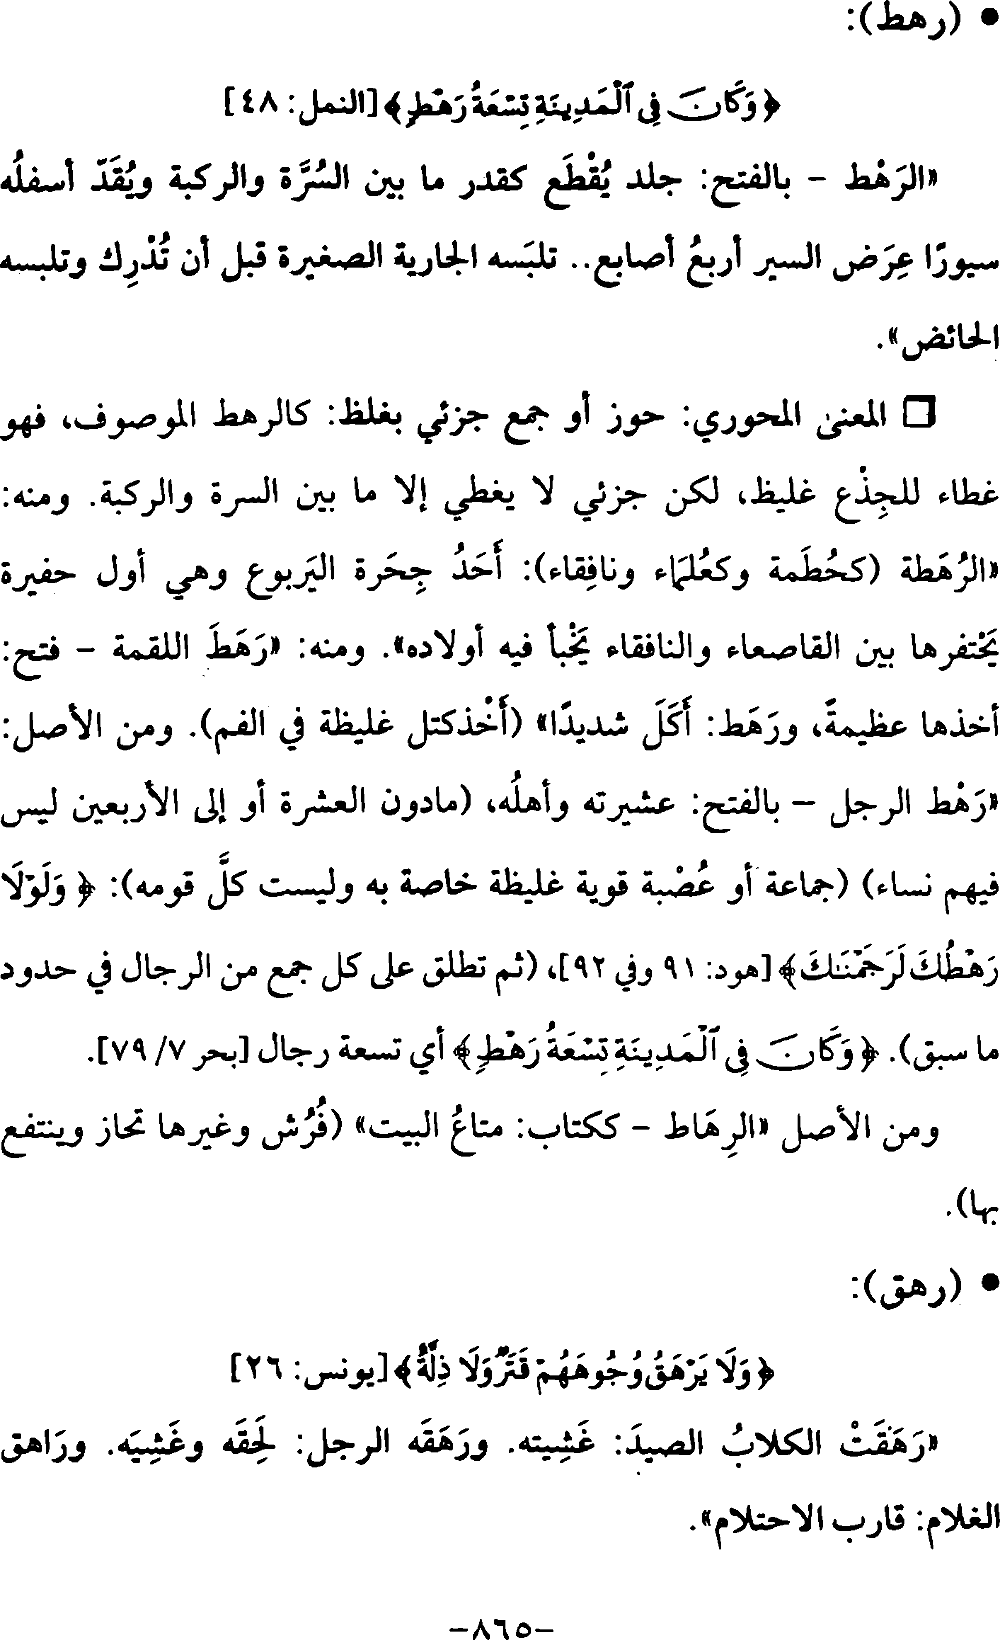 • (رهط):
﴿وَكَانَ فِي ٱلْمَدِينَةِ تِسْعَةُ رَهْطٍ﴾ [النمل: ٤٨]
«الرَهْط – بالفتح: جلد يُقْطَع كقدر ما بين السُرَّة والركبة ويُقَدّ أسفلُه
سيورًا عِرَض السير أربعُ أصابع.. تلبَسه الجارية الصغيرة قبل أن تُدْرِك وتلبسه
الحائض».
□ المعنى المحوري: حوز أو جمع جزئي بغلظ: كالرهط الموصوف، فهو
غطاء للجِذْع غليظ، لكن جزئي لا يغطي إلا ما بين السرة والركبة. ومنه:
«الرُهَطة (كحُطَمة وكعُلَمَاء ونافِقاء): أَحَدُ جِحَرة اليَربوع وهي أول حفيرة
يَحْتفرها بين القاصعاء والنافقاء يَخْبأ فيه أولاده». ومنه: «رَهَطَ اللقمة – فتح:
أخذها عظيمةً، ورَهَط: أَكَلَ شديدًا» (أَخْذكتل غليظة في الفم). ومن الأصل:
«رَهْط الرجل – بالفتح: عشيرته وأهلُه، (مادون العشرة أو إلى الأربعين ليس
فيهم نساء) (جماعة أو عُصْبة قوية غليظة خاصة به وليست كلَّ قومه): ﴿وَلَوْلَا
رَهْطُكَ لَرَجَمْنَـٰكَ﴾ [هود: ٩١ وفي ٩٢]، (ثم تطلق على كل جمع من الرجال في حدود
ما سبق). ﴿وَكَانَ فِي ٱلْمَدِينَةِ تِسْعَةُ رَهْطٍ﴾ أي تسعة رجال [بحر ٧/ ٧٩].
ومن الأصل «الرِهَاط – ككتاب: متاعُ البيت» (فُرُش وغيرها تحاز وينتفع
بها).
• (رهق):
﴿وَلَا يَرْهَقُ وُجُوهَهُمْ قَتَرٌ وَلَا ذِلَّةٌ﴾ [يونس: ٢٦]
«رَهَقَتْ الكلابُ الصيدَ: غَشِيته. ورَهَقَه الرجل: لَحِقَه وغَشِيَه. ورَاهق
الغلام: قارب الاحتلام».
–٨٦٥–